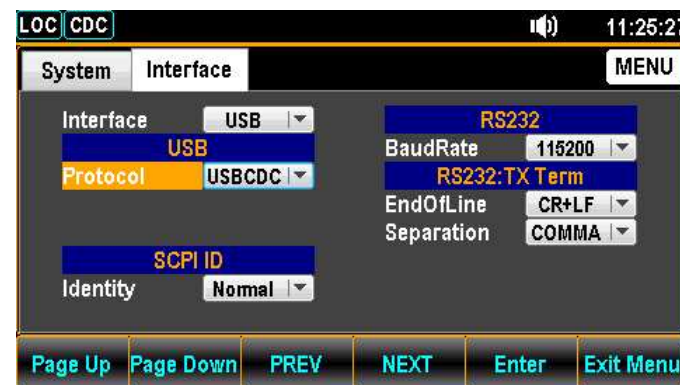 LOC CDC 11:25:27
System Interface MENU
Interface USB
USB
Protocol USBCDC
SCPI ID
Identity Normal
RS232
BaudRate 115200
RS232:TX Term
EndOfLine CR+LF
Separation COMMA
Page Up Page Down PREV NEXT Enter Exit Menu